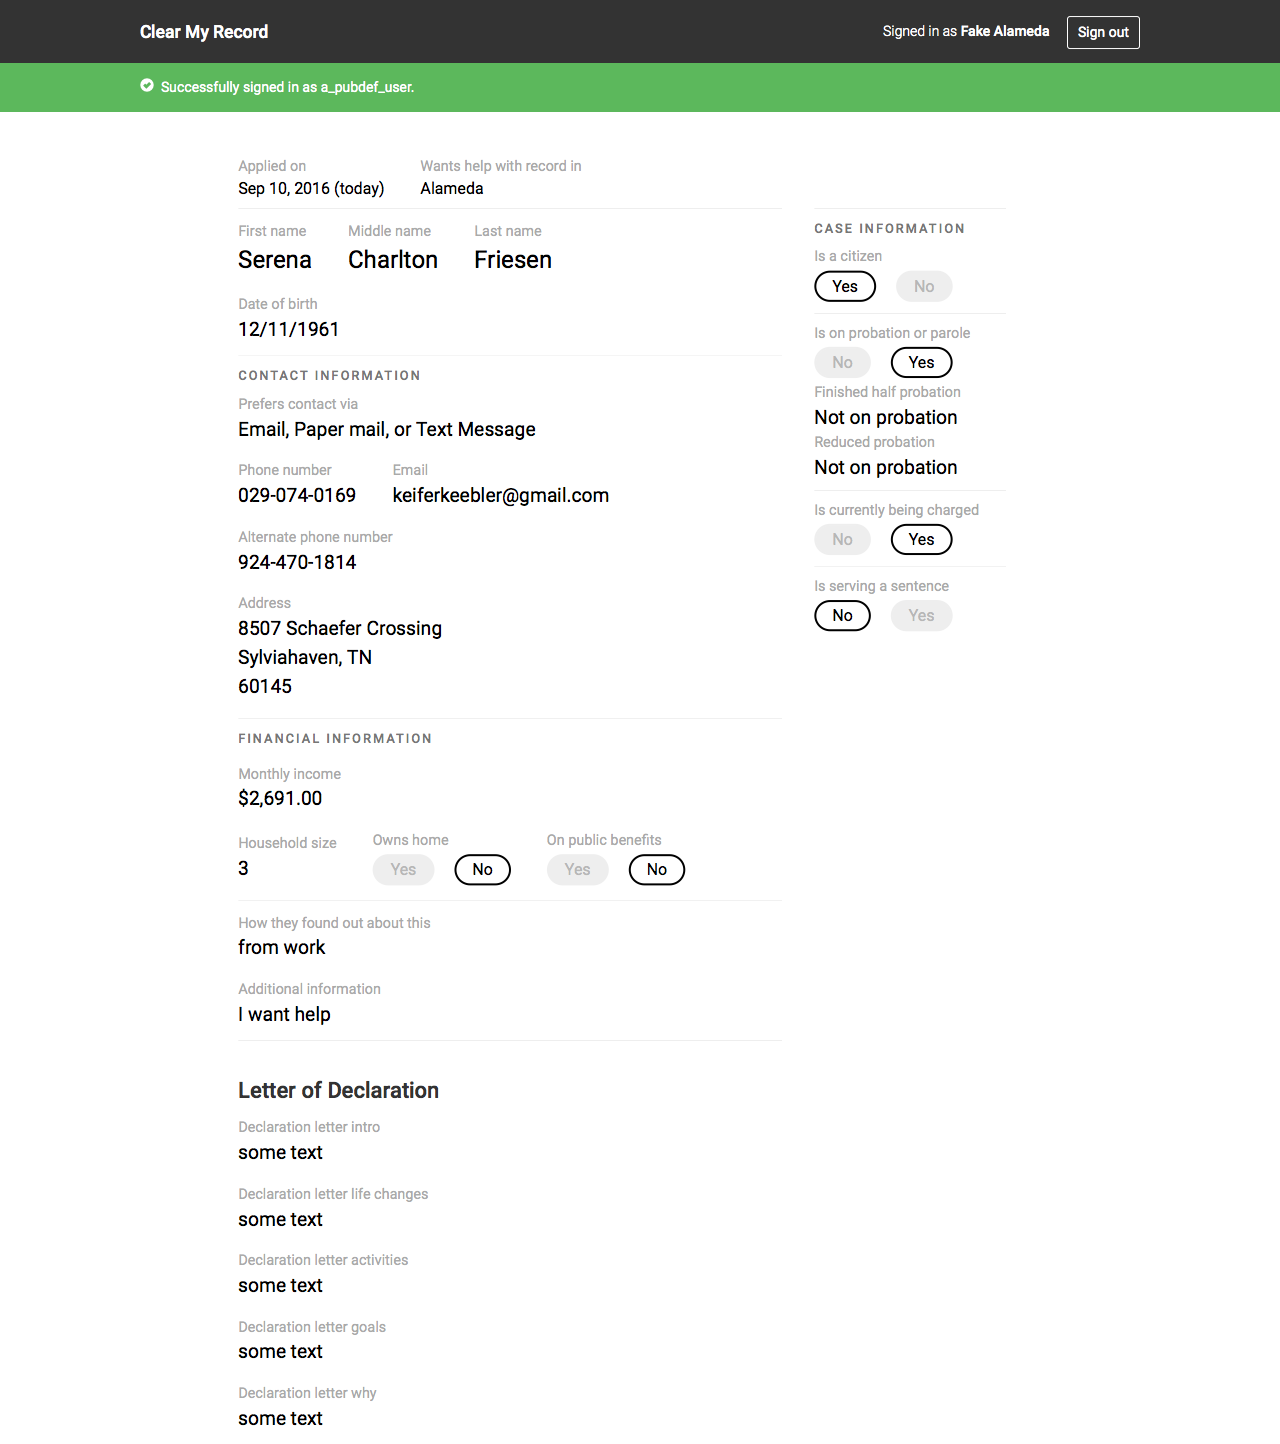 Clear My Record
Signed in as Fake Alameda
Sign out
Successfully signed in as a_pubdef_user.
Applied on
Sep 10, 2016 (today)
Wants help with record in
Alameda
First name
Serena
Middle name
Charlton
Last name
Friesen
Date of birth
12/11/1961
CONTACT INFORMATION
Prefers contact via
Email, Paper mail, or Text Message
Phone number
029-074-0169
Email
keiferkeebler@gmail.com
Alternate phone number
924-470-1814
Address
8507 Schaefer Crossing
Sylviahaven, TN
60145
FINANCIAL INFORMATION
Monthly income
$2,691.00
Household size
3
Owns home
Yes No
On public benefits
Yes No
How they found out about this
from work
Additional information
I want help
Letter of Declaration
Declaration letter intro
some text
Declaration letter life changes
some text
Declaration letter activities
some text
Declaration letter goals
some text
Declaration letter why
some text
CASE INFORMATION
Is a citizen
Yes No
Is on probation or parole
No Yes
Finished half probation
Not on probation
Reduced probation
Not on probation
Is currently being charged
No Yes
Is serving a sentence
No Yes